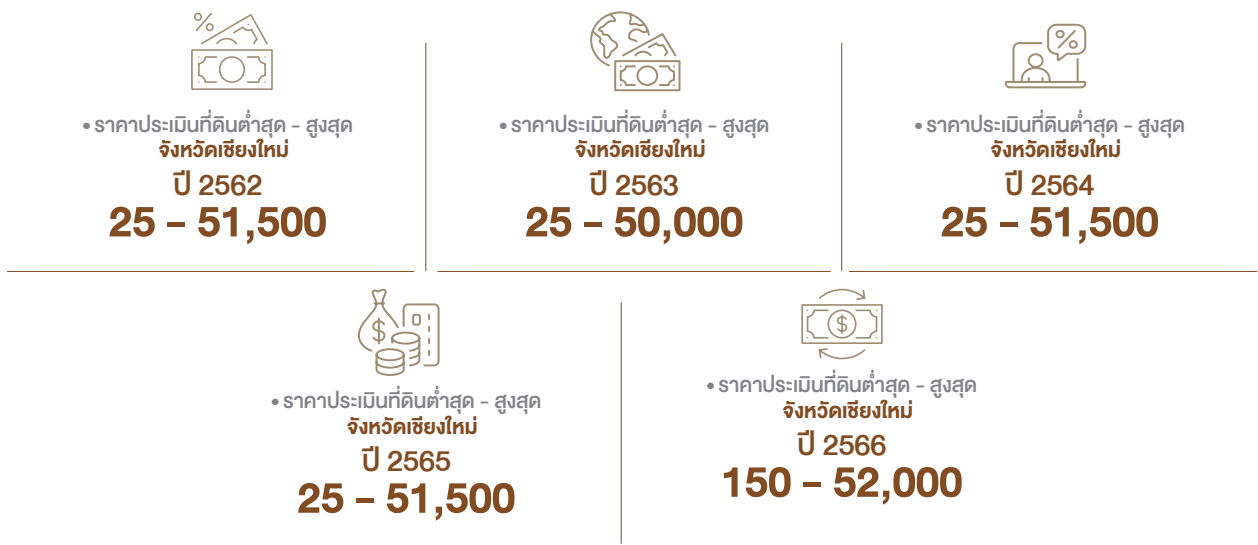 %
%
• ราคาประเมินที่ดินต่ำสุด - สูงสุด
จังหวัดเชียงใหม่
ปี 2562
25 – 51,500
• ราคาประเมินที่ดินต่ำสุด - สูงสุด
จังหวัดเชียงใหม่
ปี 2563
25 – 50,000
• ราคาประเมินที่ดินต่ำสุด - สูงสุด
จังหวัดเชียงใหม่
ปี 2564
25 – 51,500
$
$
• ราคาประเมินที่ดินต่ำสุด - สูงสุด
จังหวัดเชียงใหม่
ปี 2565
25 – 51,500
• ราคาประเมินที่ดินต่ำสุด - สูงสุด
จังหวัดเชียงใหม่
ปี 2566
150 – 52,000